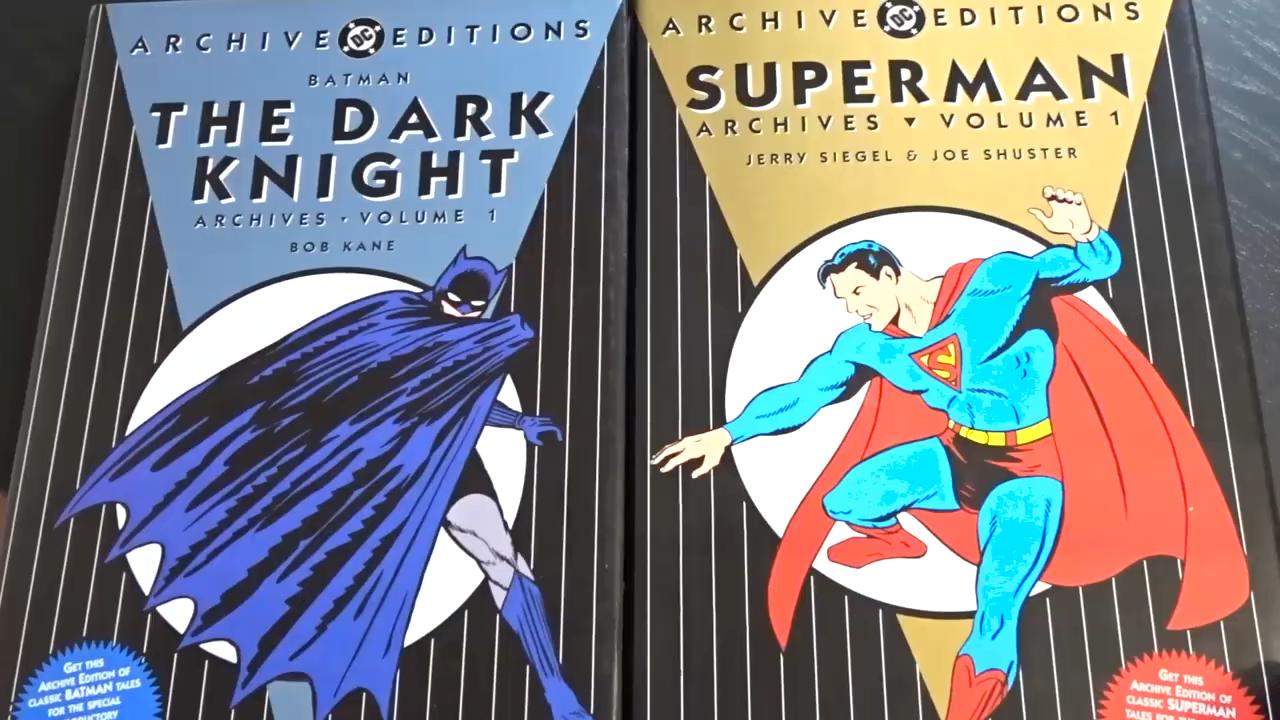 ARCHIVE DC EDITIONS
BATMAN
THE DARK
KNIGHT
ARCHIVES · VOLUME 1
BOB KANE
GET THIS
ARCHIVE EDITION OF
CLASSIC BATMAN TALES
FOR THE SPECIAL
ARCHIVE DC EDITIONS
SUPERMAN
ARCHIVES ▼ VOLUME 1
JERRY SIEGEL & JOE SHUSTER
S
GET THIS
ARCHIVE EDITION OF
CLASSIC SUPERMAN